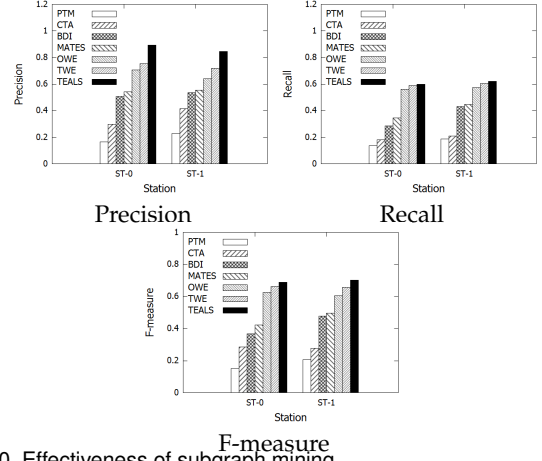 1.2
1
0.8
0.6
0.4
0.2
0
Precision
PTM
CTA
BDI
MATES
OWE
TWE
TEALS
ST-0 ST-1
Station
Precision
1.2
1
0.8
0.6
0.4
0.2
0
Recall
PTM
CTA
BDI
MATES
OWE
TWE
TEALS
ST-0 ST-1
Station
Recall
1
0.8
0.6
0.4
0.2
0
F-measure
PTM
CTA
BDI
MATES
OWE
TWE
TEALS
ST-0 ST-1
Station
F-measure
0. Effectiveness of subgraph mining